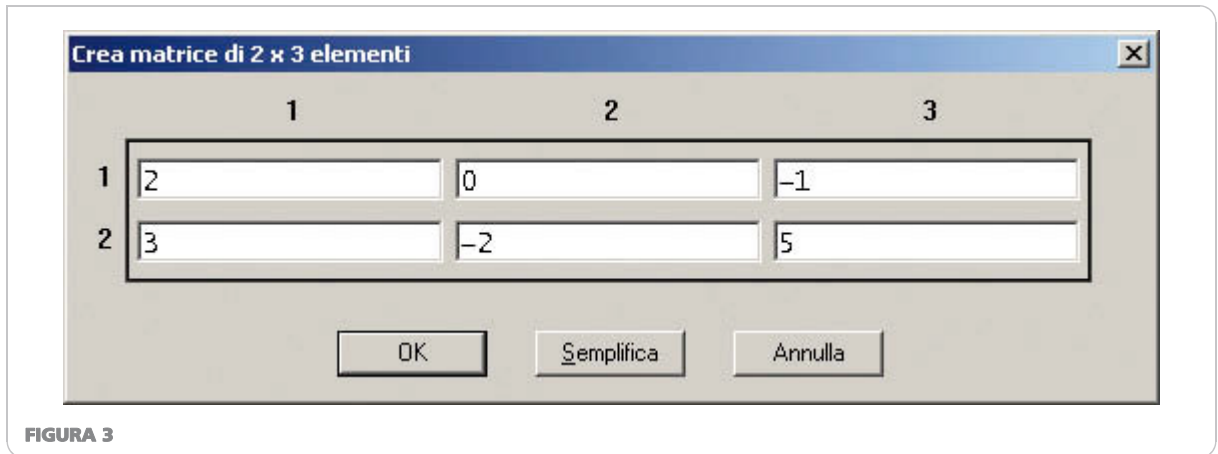 Crea matrice di 2 x 3 elementi
1 2 3
1 2 0 –1
2 3 –2 5
OK Semplifica Annulla
FIGURA 3